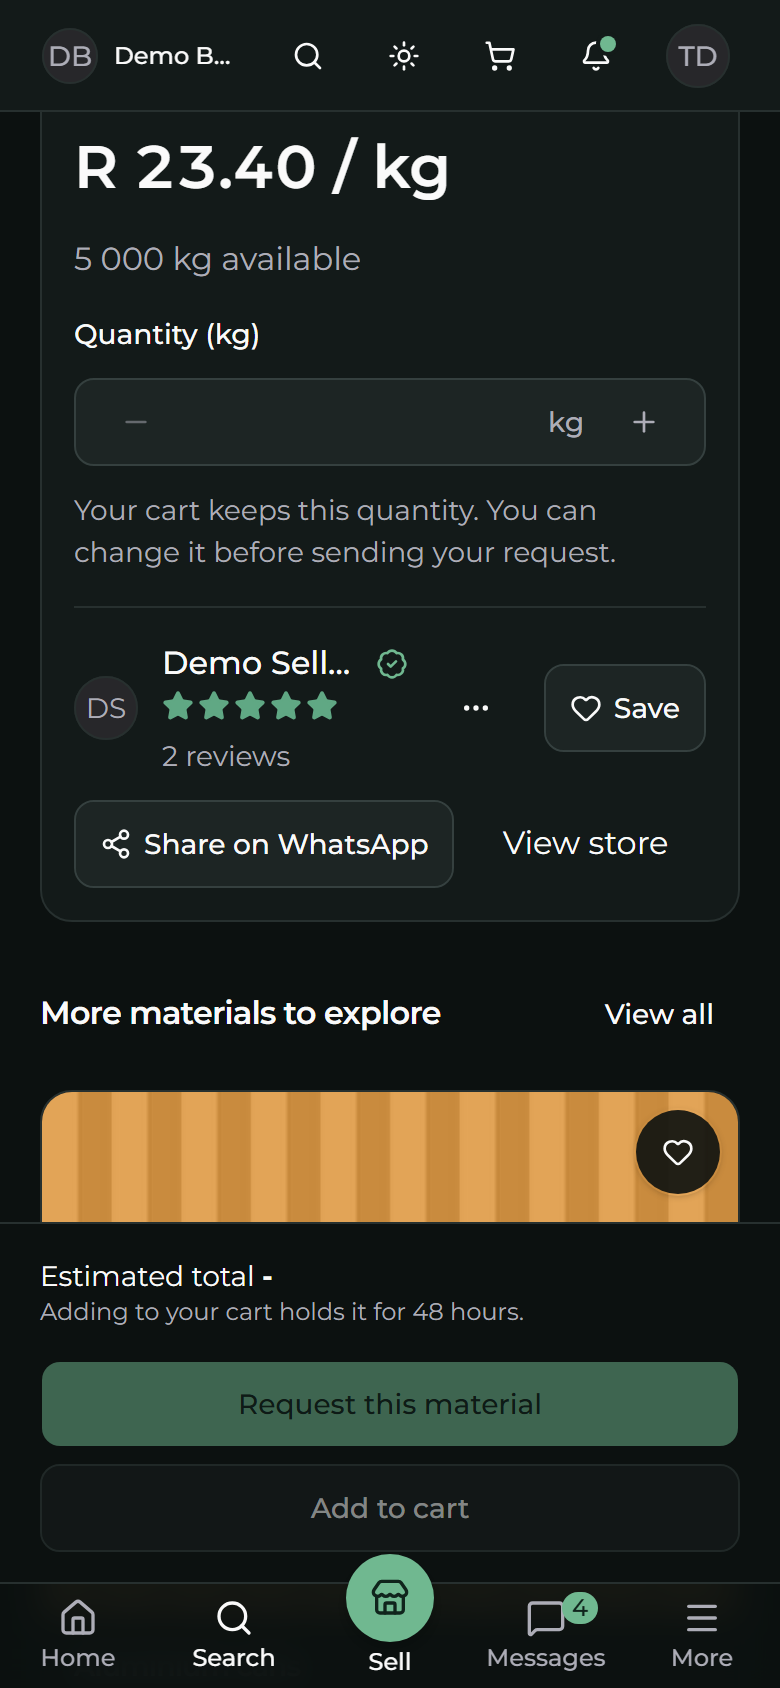 DB Demo B... TD
R 23.40 / kg
5 000 kg available
Quantity (kg)
kg
Your cart keeps this quantity. You can
change it before sending your request.
DS
Demo Sell...
2 reviews
Save
Share on WhatsApp
View store
More materials to explore
View all
Estimated total -
Adding to your cart holds it for 48 hours.
Request this material
Add to cart
4
Home Search Sell Messages More